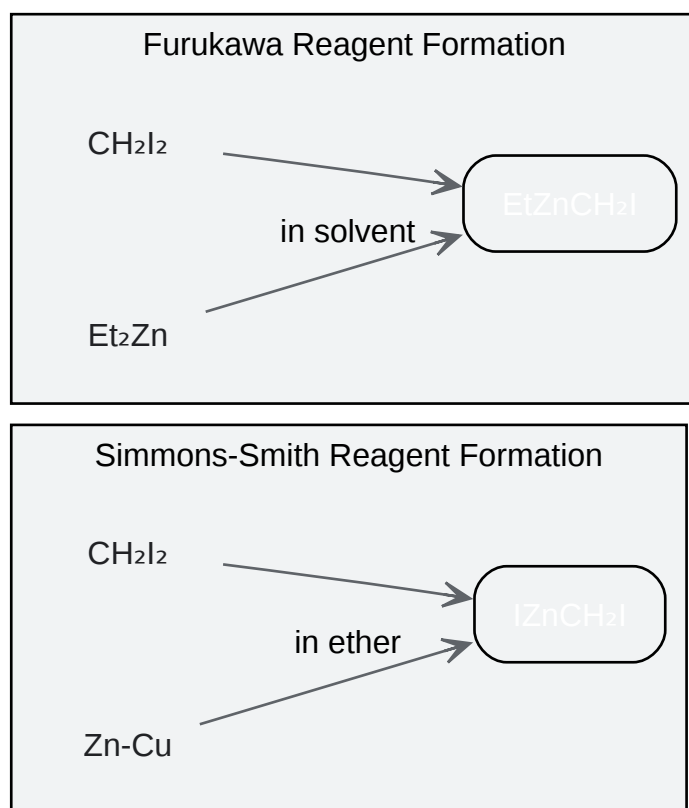 Furukawa Reagent Formation
CH₂I₂
EtZnCH₂I
in solvent
Et₂Zn
Simmons-Smith Reagent Formation
CH₂I₂
IZnCH₂I
in ether
Zn-Cu